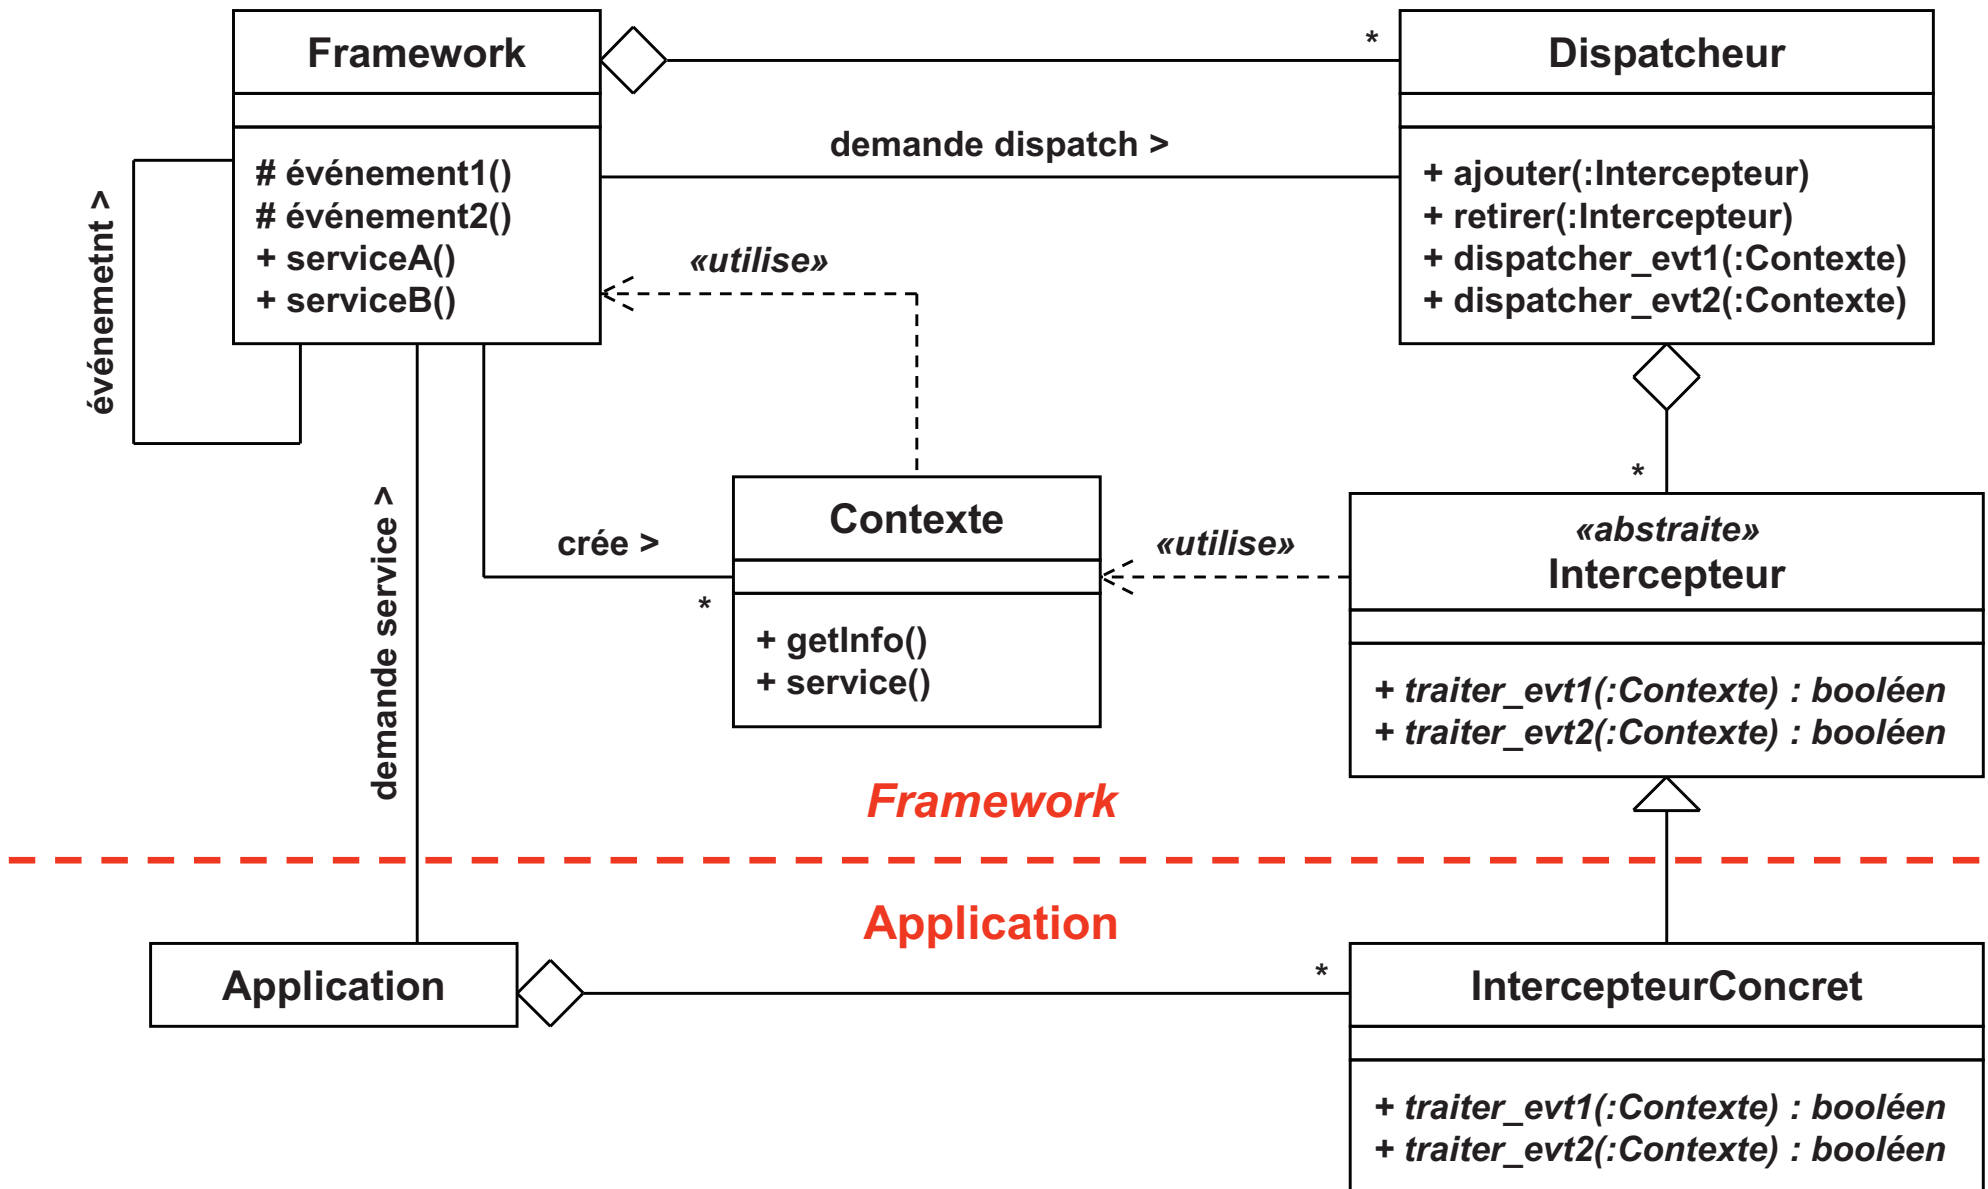 Framework
# événement1()
# événement2()
+ serviceA()
+ serviceB()
*
Dispatcheur
+ ajouter(:Intercepteur)
+ retirer(:Intercepteur)
+ dispatcher_evt1(:Contexte)
+ dispatcher_evt2(:Contexte)
demande dispatch >
événemetnt >
«utilise»
demande service >
crée >
*
Contexte
+ getInfo()
+ service()
«utilise»
*
«abstraite»
Intercepteur
+ traiter_evt1(:Contexte) : booléen
+ traiter_evt2(:Contexte) : booléen
Framework
Application
Application
*
IntercepteurConcret
+ traiter_evt1(:Contexte) : booléen
+ traiter_evt2(:Contexte) : booléen